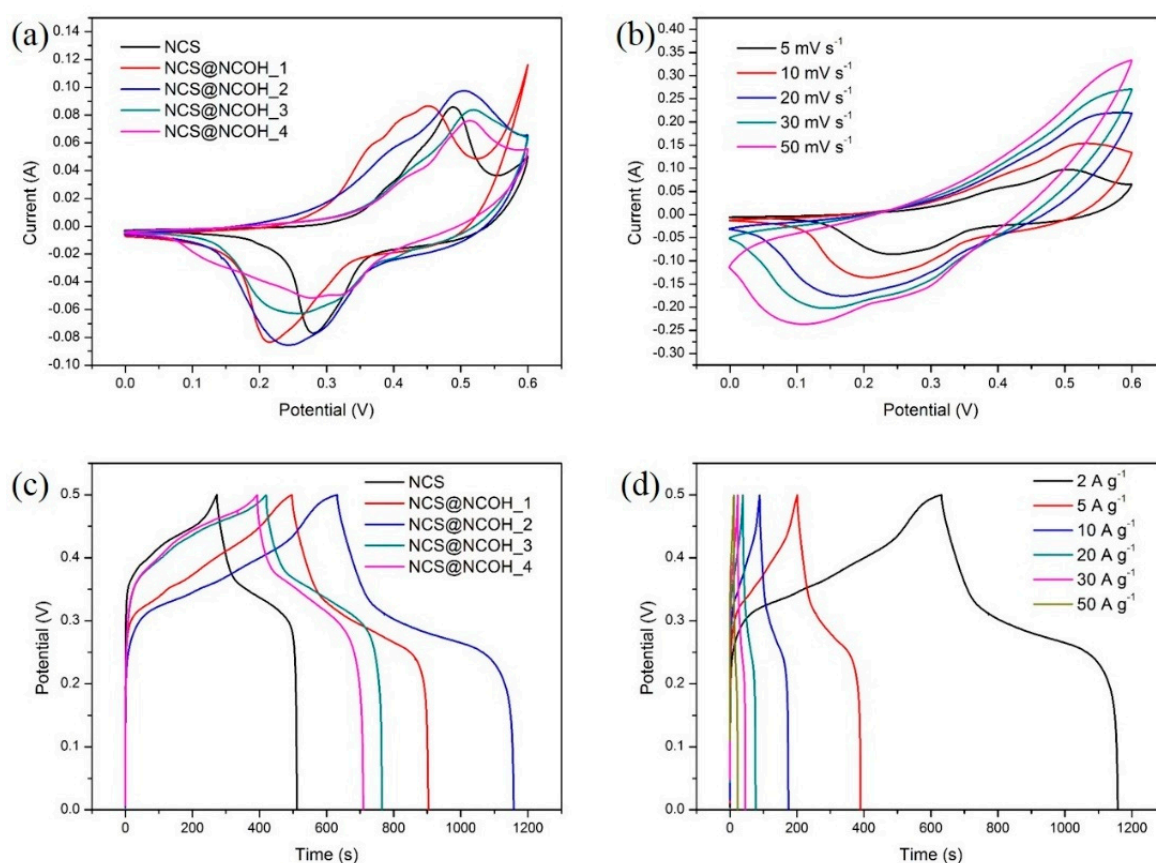 (a)
NCS
NCS@NCOH_1
NCS@NCOH_2
NCS@NCOH_3
NCS@NCOH_4
0.14
0.12
0.10
0.08
0.06
0.04
0.02
0.00
-0.02
-0.04
-0.06
-0.08
-0.10
Current (A)
0.0 0.1 0.2 0.3 0.4 0.5 0.6
Potential (V)
(b)
5 mV s⁻¹
10 mV s⁻¹
20 mV s⁻¹
30 mV s⁻¹
50 mV s⁻¹
0.40
0.35
0.30
0.25
0.20
0.15
0.10
0.05
0.00
-0.05
-0.10
-0.15
-0.20
-0.25
-0.30
Current (A)
0.0 0.1 0.2 0.3 0.4 0.5 0.6
Potential (V)
(c)
NCS
NCS@NCOH_1
NCS@NCOH_2
NCS@NCOH_3
NCS@NCOH_4
0.5
0.4
0.3
0.2
0.1
0.0
Potential (V)
0 200 400 600 800 1000 1200
Time (s)
(d)
2 A g⁻¹
5 A g⁻¹
10 A g⁻¹
20 A g⁻¹
30 A g⁻¹
50 A g⁻¹
0.5
0.4
0.3
0.2
0.1
0.0
Potential (V)
0 200 400 600 800 1000 1200
Time (s)